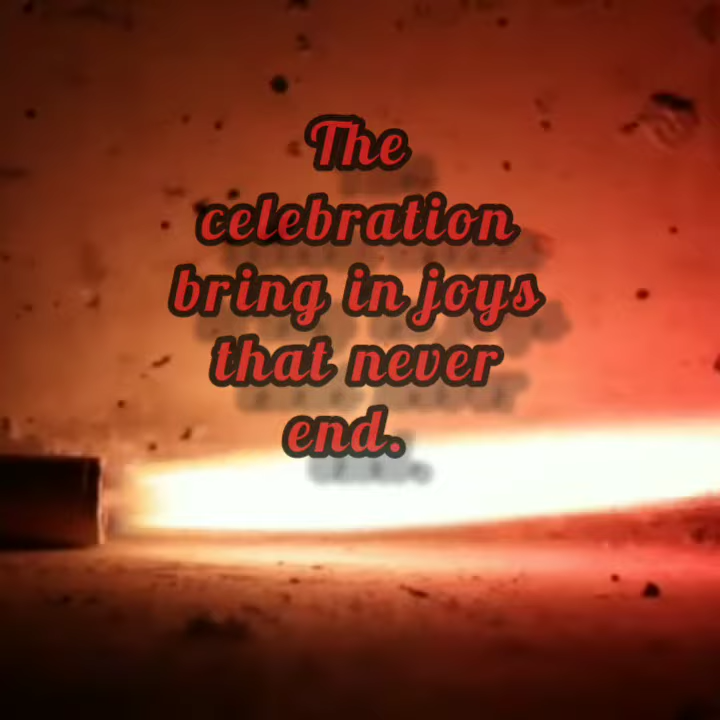 The
celebration
bring in joys
that never
end.